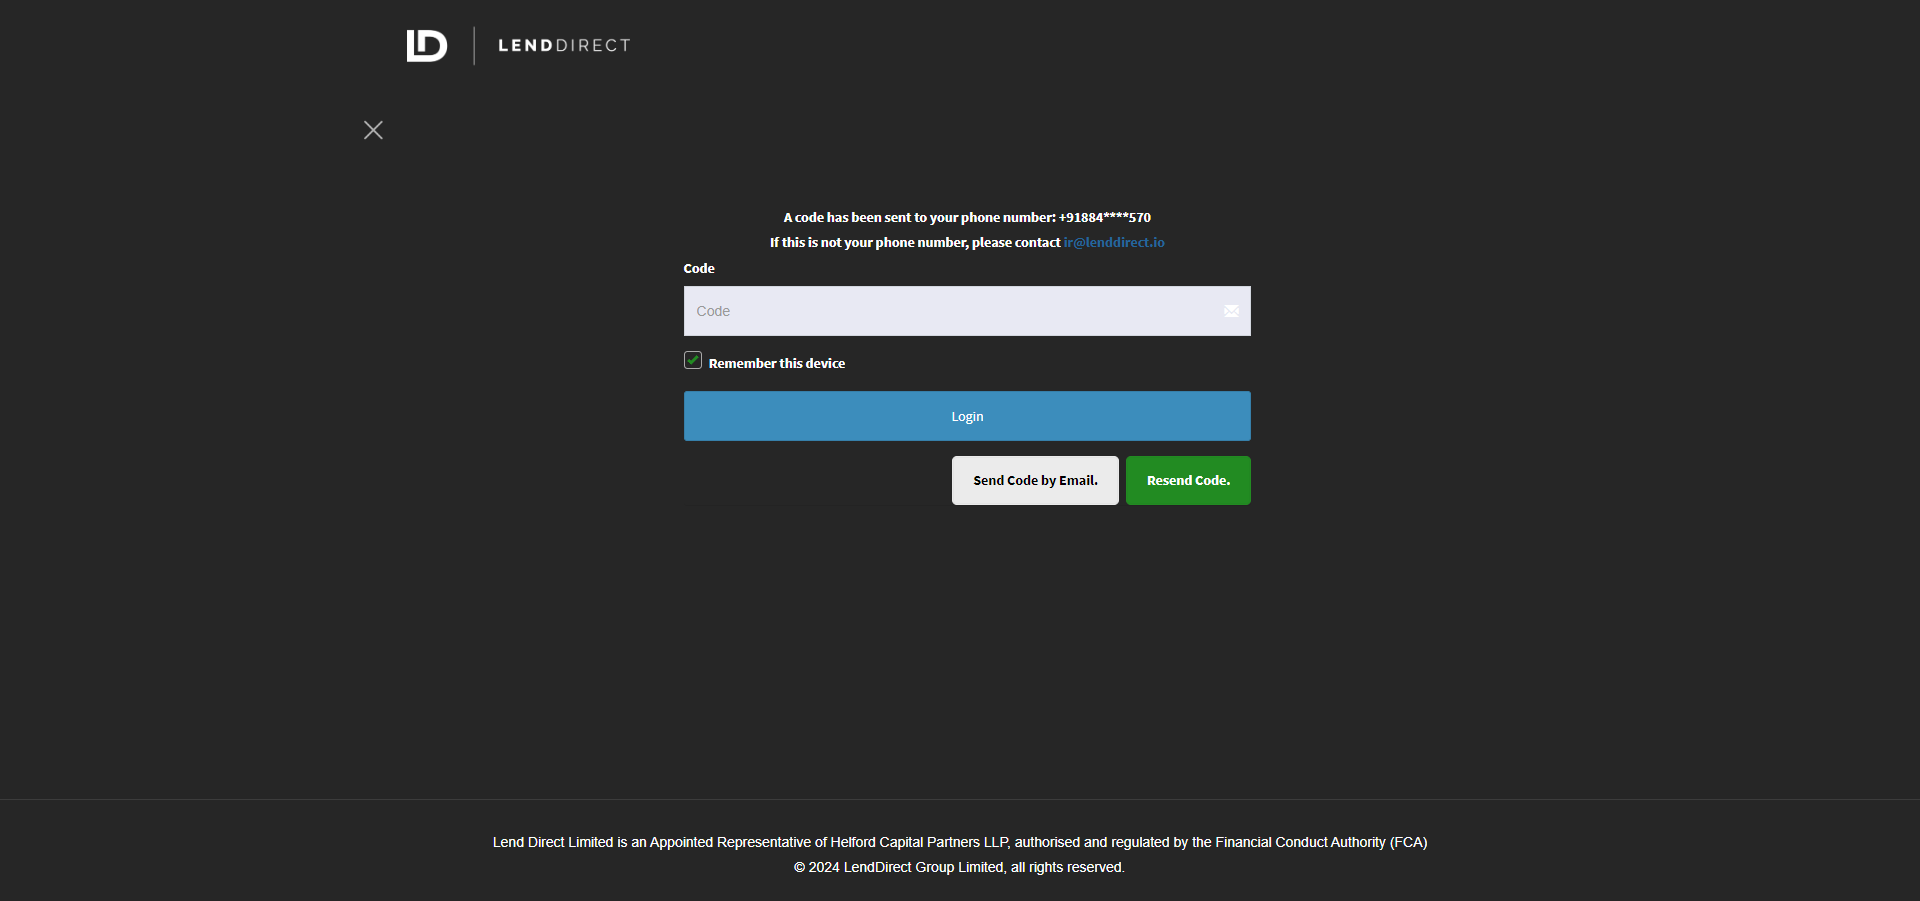 LD LENDDIRECT
A code has been sent to your phone number: +91884****570
If this is not your phone number, please contact ir@lenddirect.io
Code
Code
Remember this device
Login
Send Code by Email. Resend Code.
Lend Direct Limited is an Appointed Representative of Helford Capital Partners LLP, authorised and regulated by the Financial Conduct Authority (FCA)
© 2024 LendDirect Group Limited, all rights reserved.